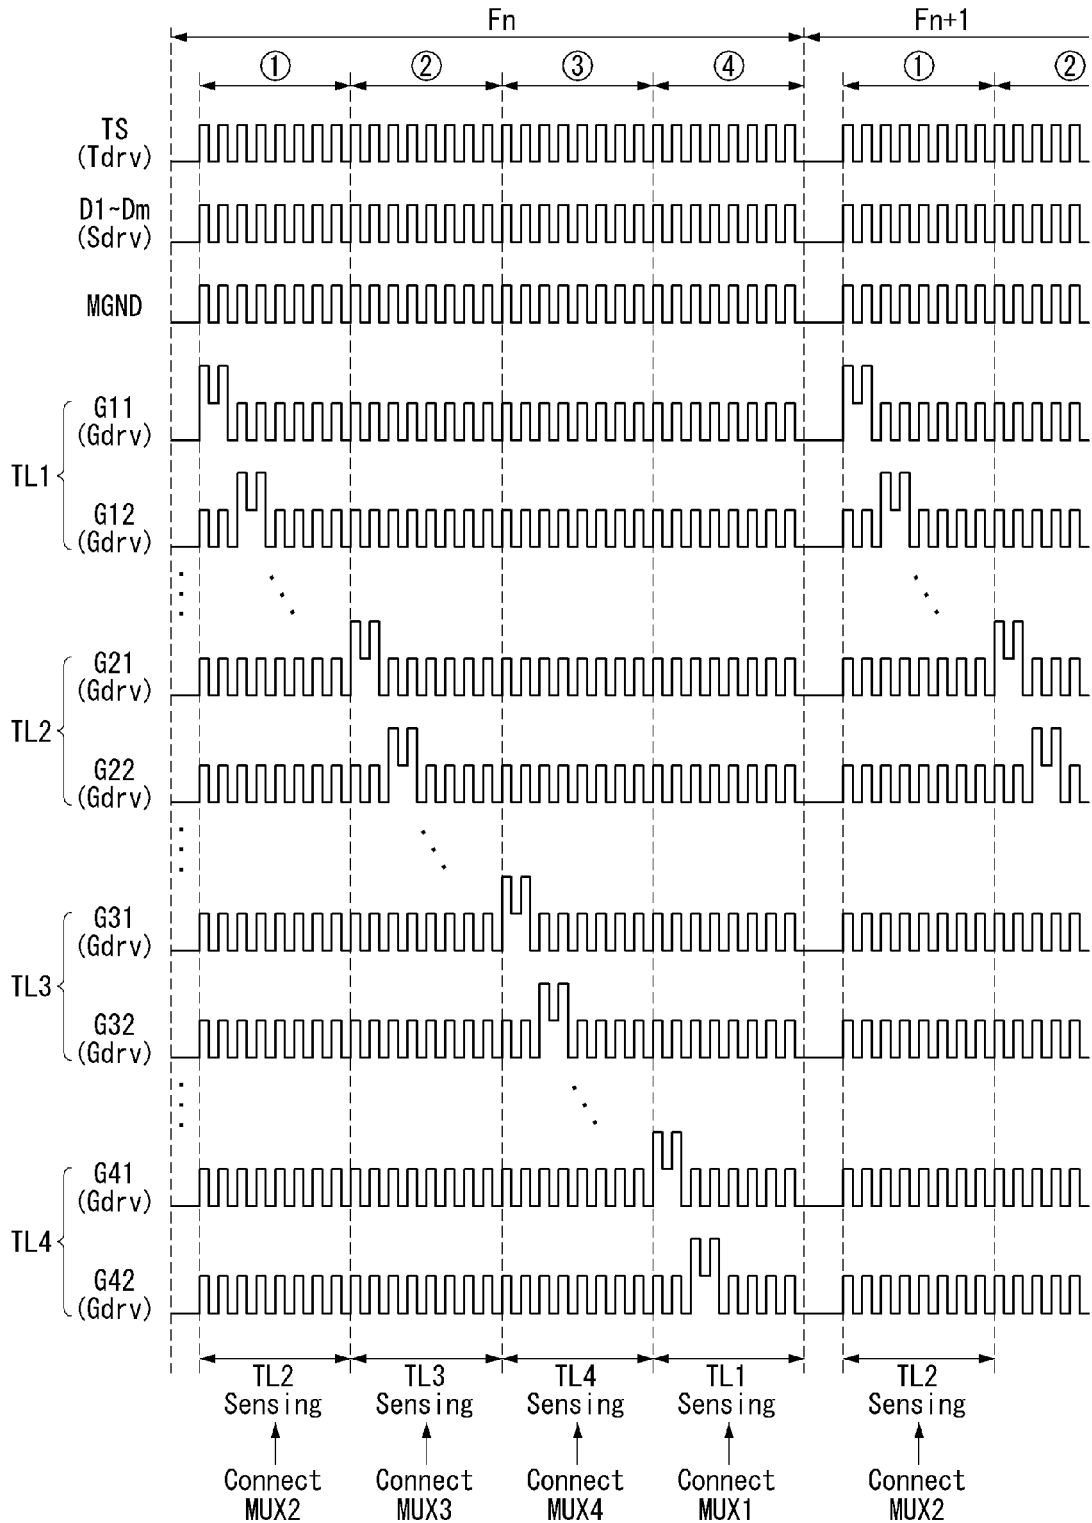 Fn Fn+1
① ② ③ ④ ① ②
TS
(Tdrv)
D1~Dm
(Sdrv)
MGND
G11
(Gdrv)
TL1
G12
(Gdrv)
G21
(Gdrv)
TL2
G22
(Gdrv)
G31
(Gdrv)
TL3
G32
(Gdrv)
G41
(Gdrv)
TL4
G42
(Gdrv)
TL2 TL3 TL4 TL1 TL2
Sensing Sensing Sensing Sensing Sensing
Connect Connect Connect Connect Connect
MUX2 MUX3 MUX4 MUX1 MUX2